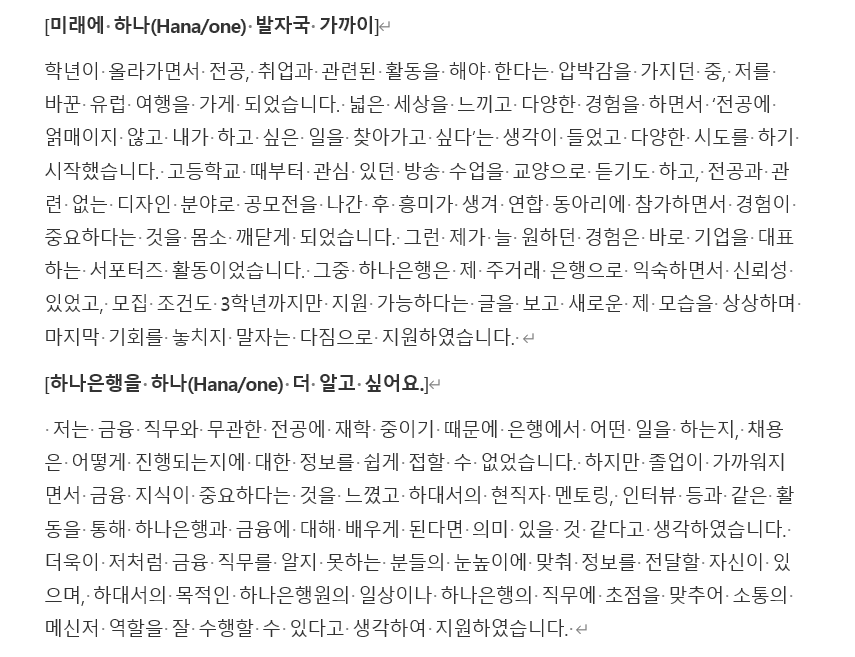 [미래에 하나(Hana/one) 발자국 가까이]
학년이 올라가면서 전공, 취업과 관련된 활동을 해야 한다는 압박감을 가지던 중, 저를
바꾼 유럽 여행을 가게 되었습니다. 넓은 세상을 느끼고 다양한 경험을 하면서 ‘전공에
얽매이지 않고 내가 하고 싶은 일을 찾아가고 싶다’는 생각이 들었고 다양한 시도를 하기
시작했습니다. 고등학교 때부터 관심 있던 방송 수업을 교양으로 듣기도 하고, 전공과 관
련 없는 디자인 분야로 공모전을 나간 후 흥미가 생겨 연합 동아리에 참가하면서 경험이
중요하다는 것을 몸소 깨닫게 되었습니다. 그런 제가 늘 원하던 경험은 바로 기업을 대표
하는 서포터즈 활동이었습니다. 그중 하나은행은 제 주거래 은행으로 익숙하면서 신뢰성
있었고, 모집 조건도 3학년까지만 지원 가능하다는 글을 보고 새로운 제 모습을 상상하며
마지막 기회를 놓치지 말자는 다짐으로 지원하였습니다.
[하나은행을 하나(Hana/one) 더 알고 싶어요.]
저는 금융 직무와 무관한 전공에 재학 중이기 때문에 은행에서 어떤 일을 하는지, 채용
은 어떻게 진행되는지에 대한 정보를 쉽게 접할 수 없었습니다. 하지만 졸업이 가까워지
면서 금융 지식이 중요하다는 것을 느꼈고 하대서의 현직자 멘토링, 인터뷰 등과 같은 활
동을 통해 하나은행과 금융에 대해 배우게 된다면 의미 있을 것 같다고 생각하였습니다.
더욱이 저처럼 금융 직무를 알지 못하는 분들의 눈높이에 맞춰 정보를 전달할 자신이 있
으며, 하대서의 목적인 하나은행원의 일상이나 하나은행의 직무에 초점을 맞추어 소통의
메신저 역할을 잘 수행할 수 있다고 생각하여 지원하였습니다.